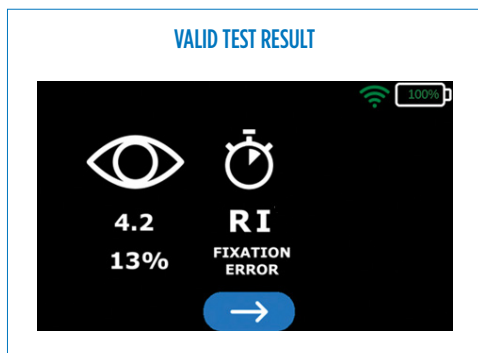 VALID TEST RESULT
100%
4.2
RI
13%
FIXATION
ERROR